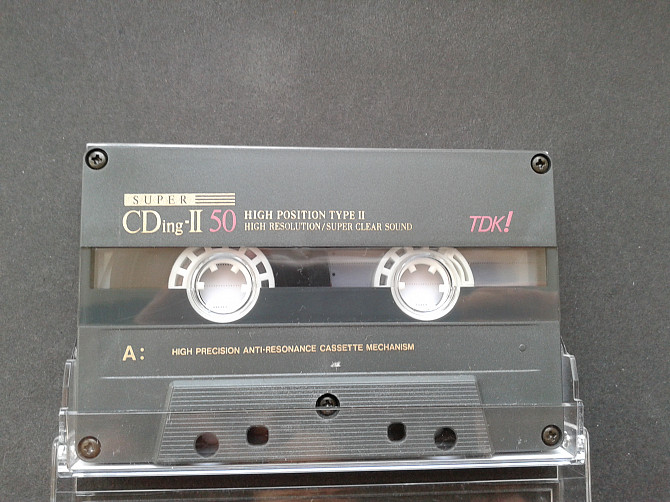 SUPER
CDing-II 50
HIGH POSITION TYPE II
HIGH RESOLUTION/SUPER CLEAR SOUND
TDK!
A: HIGH PRECISION ANTI-RESONANCE CASSETTE MECHANISM